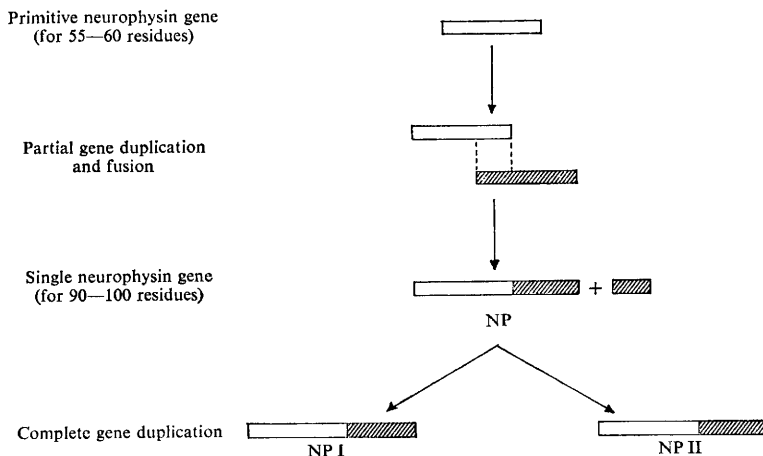 Primitive neurophysin gene
(for 55—60 residues)
Partial gene duplication
and fusion
Single neurophysin gene
(for 90—100 residues)
+
NP
Complete gene duplication
NP I
NP II